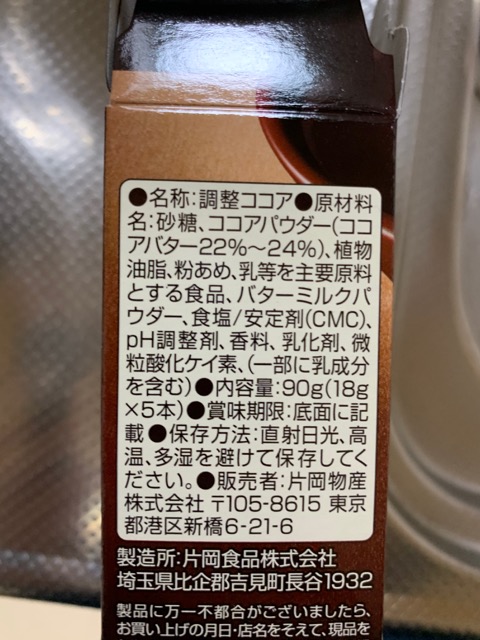 ●名称:調整ココア●原材料
名:砂糖、ココアパウダー(ココ
アバター22%〜24%)、植物
油脂、粉あめ、乳等を主要原料
とする食品、バターミルクパ
ウダー、食塩/安定剤(CMC)、
pH調整剤、香料、乳化剤、微
粒酸化ケイ素、(一部に乳成分
を含む)●内容量:90g(18g
×5本)●賞味期限:底面に記
載●保存方法:直射日光、高
温、多湿を避けて保存してく
ださい。●販売者:片岡物産
株式会社 〒105-8615 東京
都港区新橋6-21-6
製造所:片岡食品株式会社
埼玉県比企郡吉見町長谷1932
製品に万一不都合がございましたら、
お買い上げの月日・店名をそえて、現品を